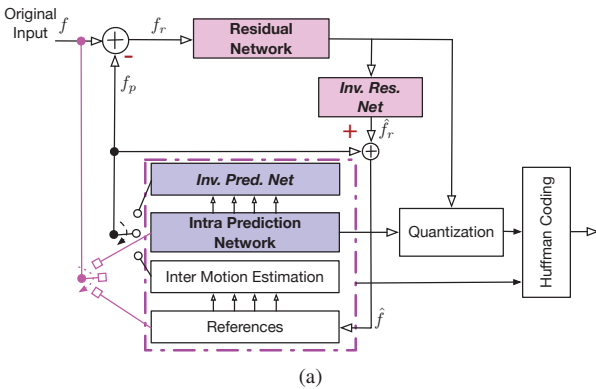 Original
Input
f
f_r
Residual
Network
-
f_p
Inv. Res.
Net
+
f̂_r
Inv. Pred. Net
Intra Prediction
Network
Quantization
Huffman Coding
Inter Motion Estimation
References
f̂
(a)